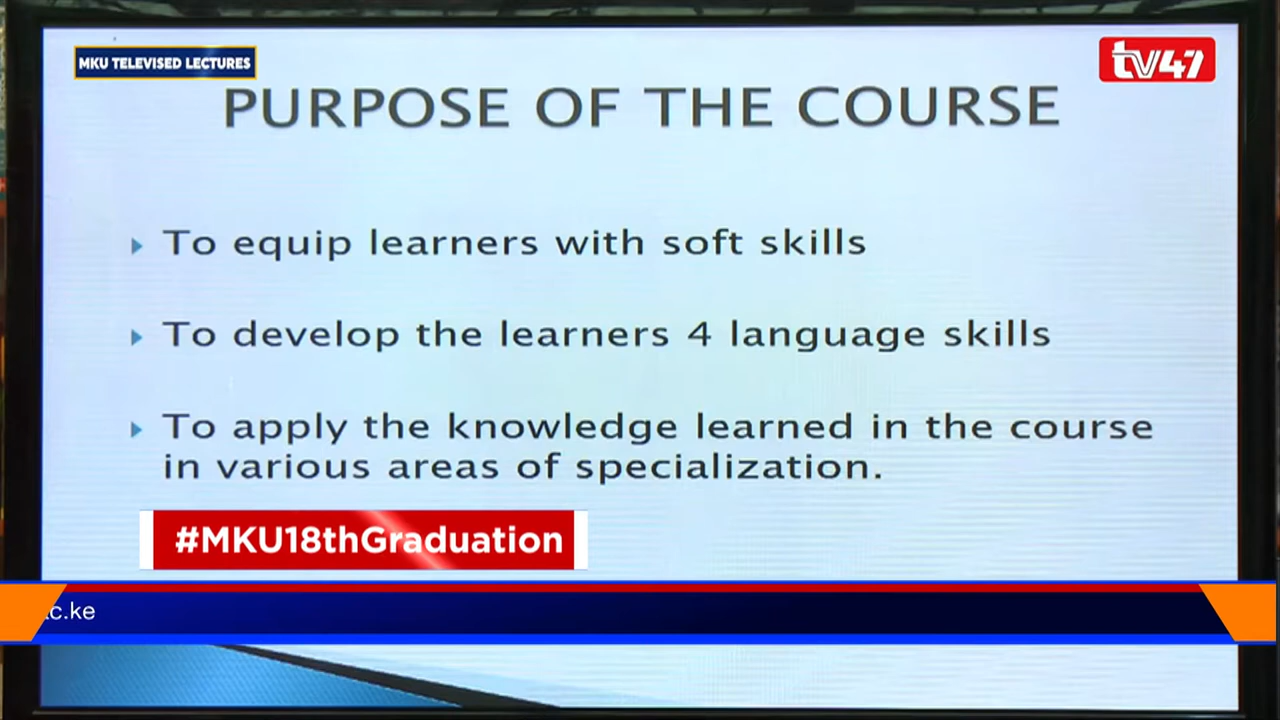 MKU TELEVISED LECTURES
tv47
PURPOSE OF THE COURSE
To equip learners with soft skills
To develop the learners 4 language skills
To apply the knowledge learned in the course
in various areas of specialization.
#MKU18thGraduation
c.ke